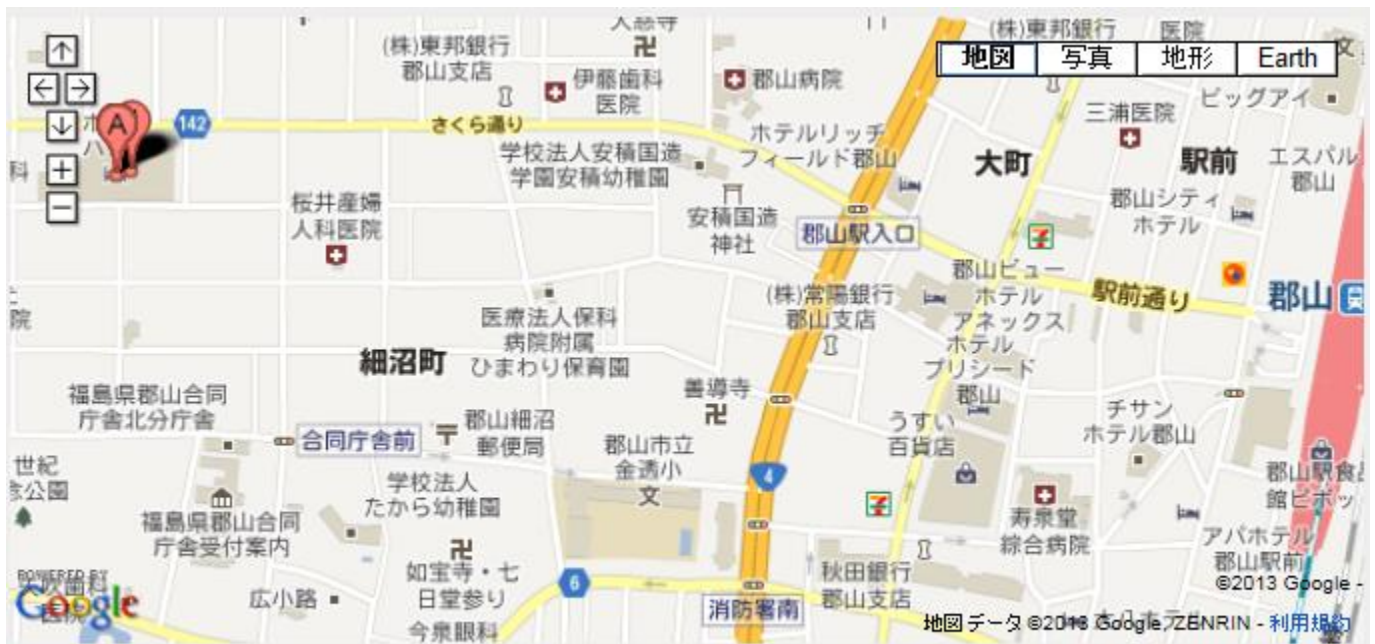 大慈寺
(株)東邦銀行
郡山支店
伊藤歯科
医院
郡山病院
(株)東邦銀行
医院
地図
写真
地形
Earth
ビッグアイ
三浦医院
A
142
さくら通り
ホテルリッチ
フィールド郡山
大町
駅前
エスパル
郡山
学校法人安積国造
学園安積幼稚園
桜井産婦
人科医院
安積国造
神社
郡山駅入口
郡山シティ
ホテル
郡山ビュー
ホテル
アネックス
駅前通り
郡山
(株)常陽銀行
郡山支店
医療法人保科
病院付属
ひまわり保育園
細沼町
ホテル
プリシード
郡山
福島県郡山合同
庁舎北分庁舎
善導寺
チサン
ホテル郡山
うすい
百貨店
合同庁舎前
郡山細沼
郵便局
郡山市立
金透小
世紀
念公園
学校法人
たから幼稚園
4
郡山駅食品
館ピボッ
福島県郡山合同
庁舎受付案内
寿泉堂
綜合病院
アパホテル
郡山駅前
如宝寺・七
日堂参り
6
秋田銀行
郡山支店
©2013 Google -
POWERED BY
Google
広小路
消防署南
今泉眼科
地図データ ©2013 Google, ZENRIN - 利用規約